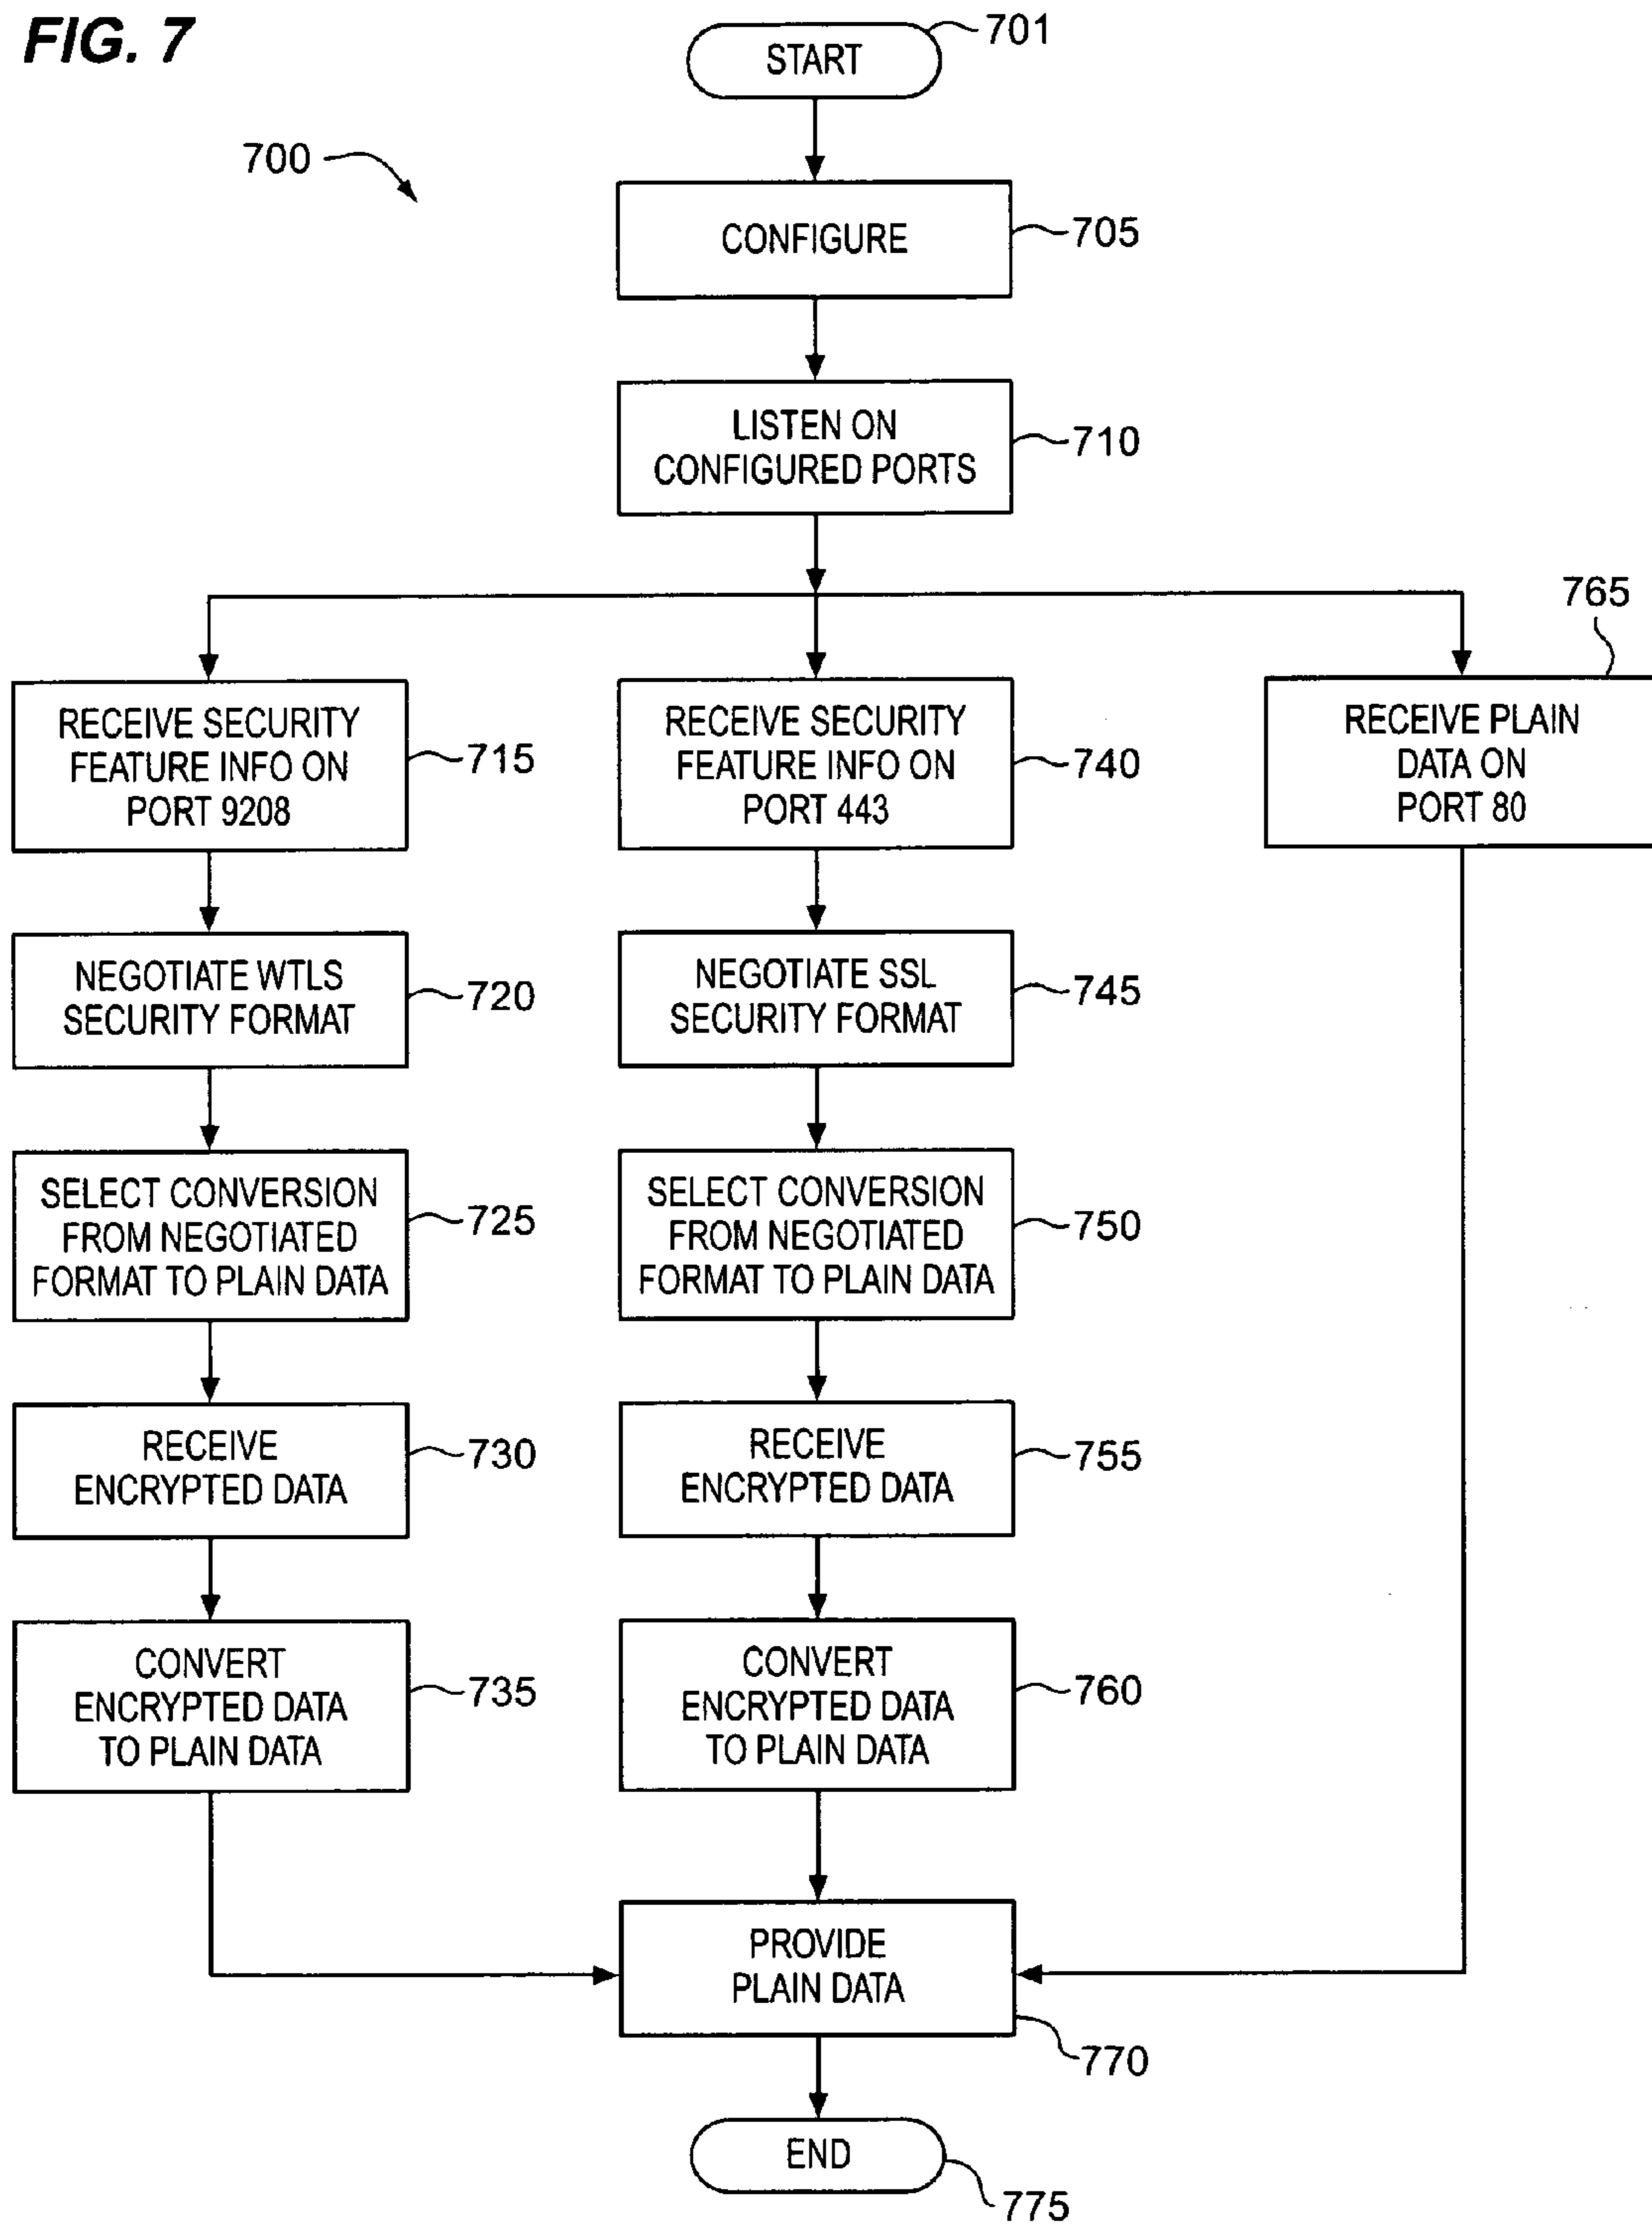 FIG. 7
START
701
700
CONFIGURE
705
LISTEN ON
CONFIGURED PORTS
710
RECEIVE SECURITY
FEATURE INFO ON
PORT 9208
715
RECEIVE SECURITY
FEATURE INFO ON
PORT 443
740
765
RECEIVE PLAIN
DATA ON
PORT 80
NEGOTIATE WTLS
SECURITY FORMAT
720
NEGOTIATE SSL
SECURITY FORMAT
745
SELECT CONVERSION
FROM NEGOTIATED
FORMAT TO PLAIN DATA
725
SELECT CONVERSION
FROM NEGOTIATED
FORMAT TO PLAIN DATA
750
RECEIVE
ENCRYPTED DATA
730
RECEIVE
ENCRYPTED DATA
755
CONVERT
ENCRYPTED DATA
TO PLAIN DATA
735
CONVERT
ENCRYPTED DATA
TO PLAIN DATA
760
PROVIDE
PLAIN DATA
770
END
775